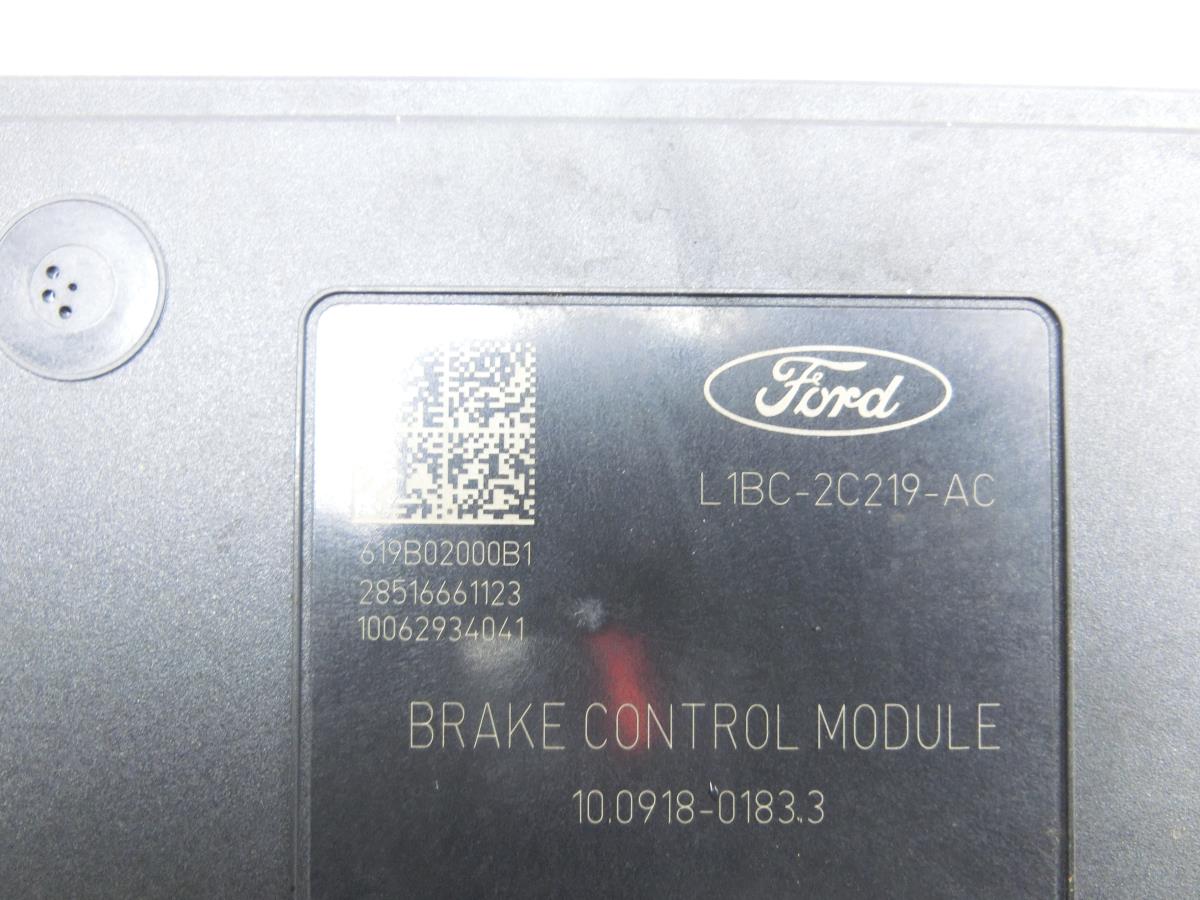 Ford
L1BC-2C219-AC
619B02000B1
28516661123
10062934041
BRAKE CONTROL MODULE
10.0918-0183.3